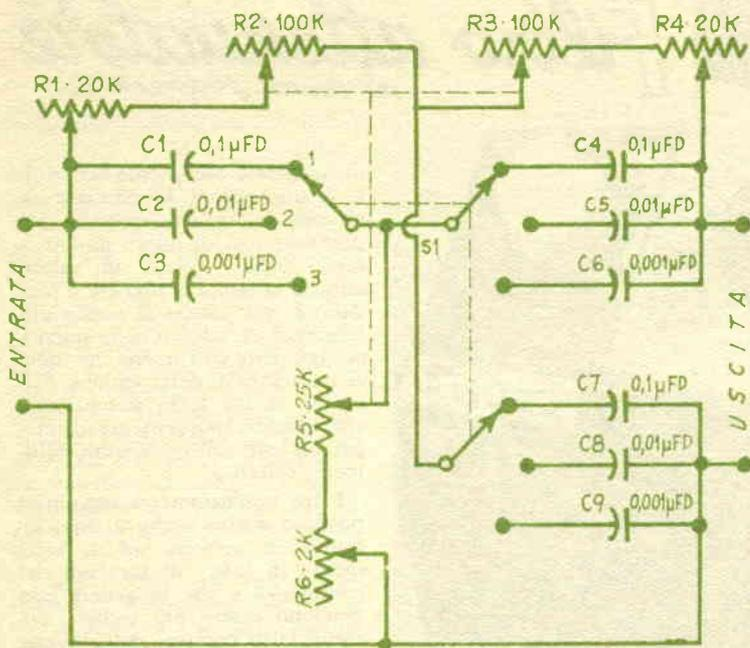 R2·100K
R3·100K
R4·20K
R1·20K
C1 0,1µFD
1
C4 0,1µFD
C2 0,01µFD
2
C5 0,01µFD
S1
C3 0,001µFD
3
C6 0,001µFD
ENTRATA
USCITA
R5·25K
C7 0,1µFD
C8 0,01µFD
C9 0,001µFD
R6·2K